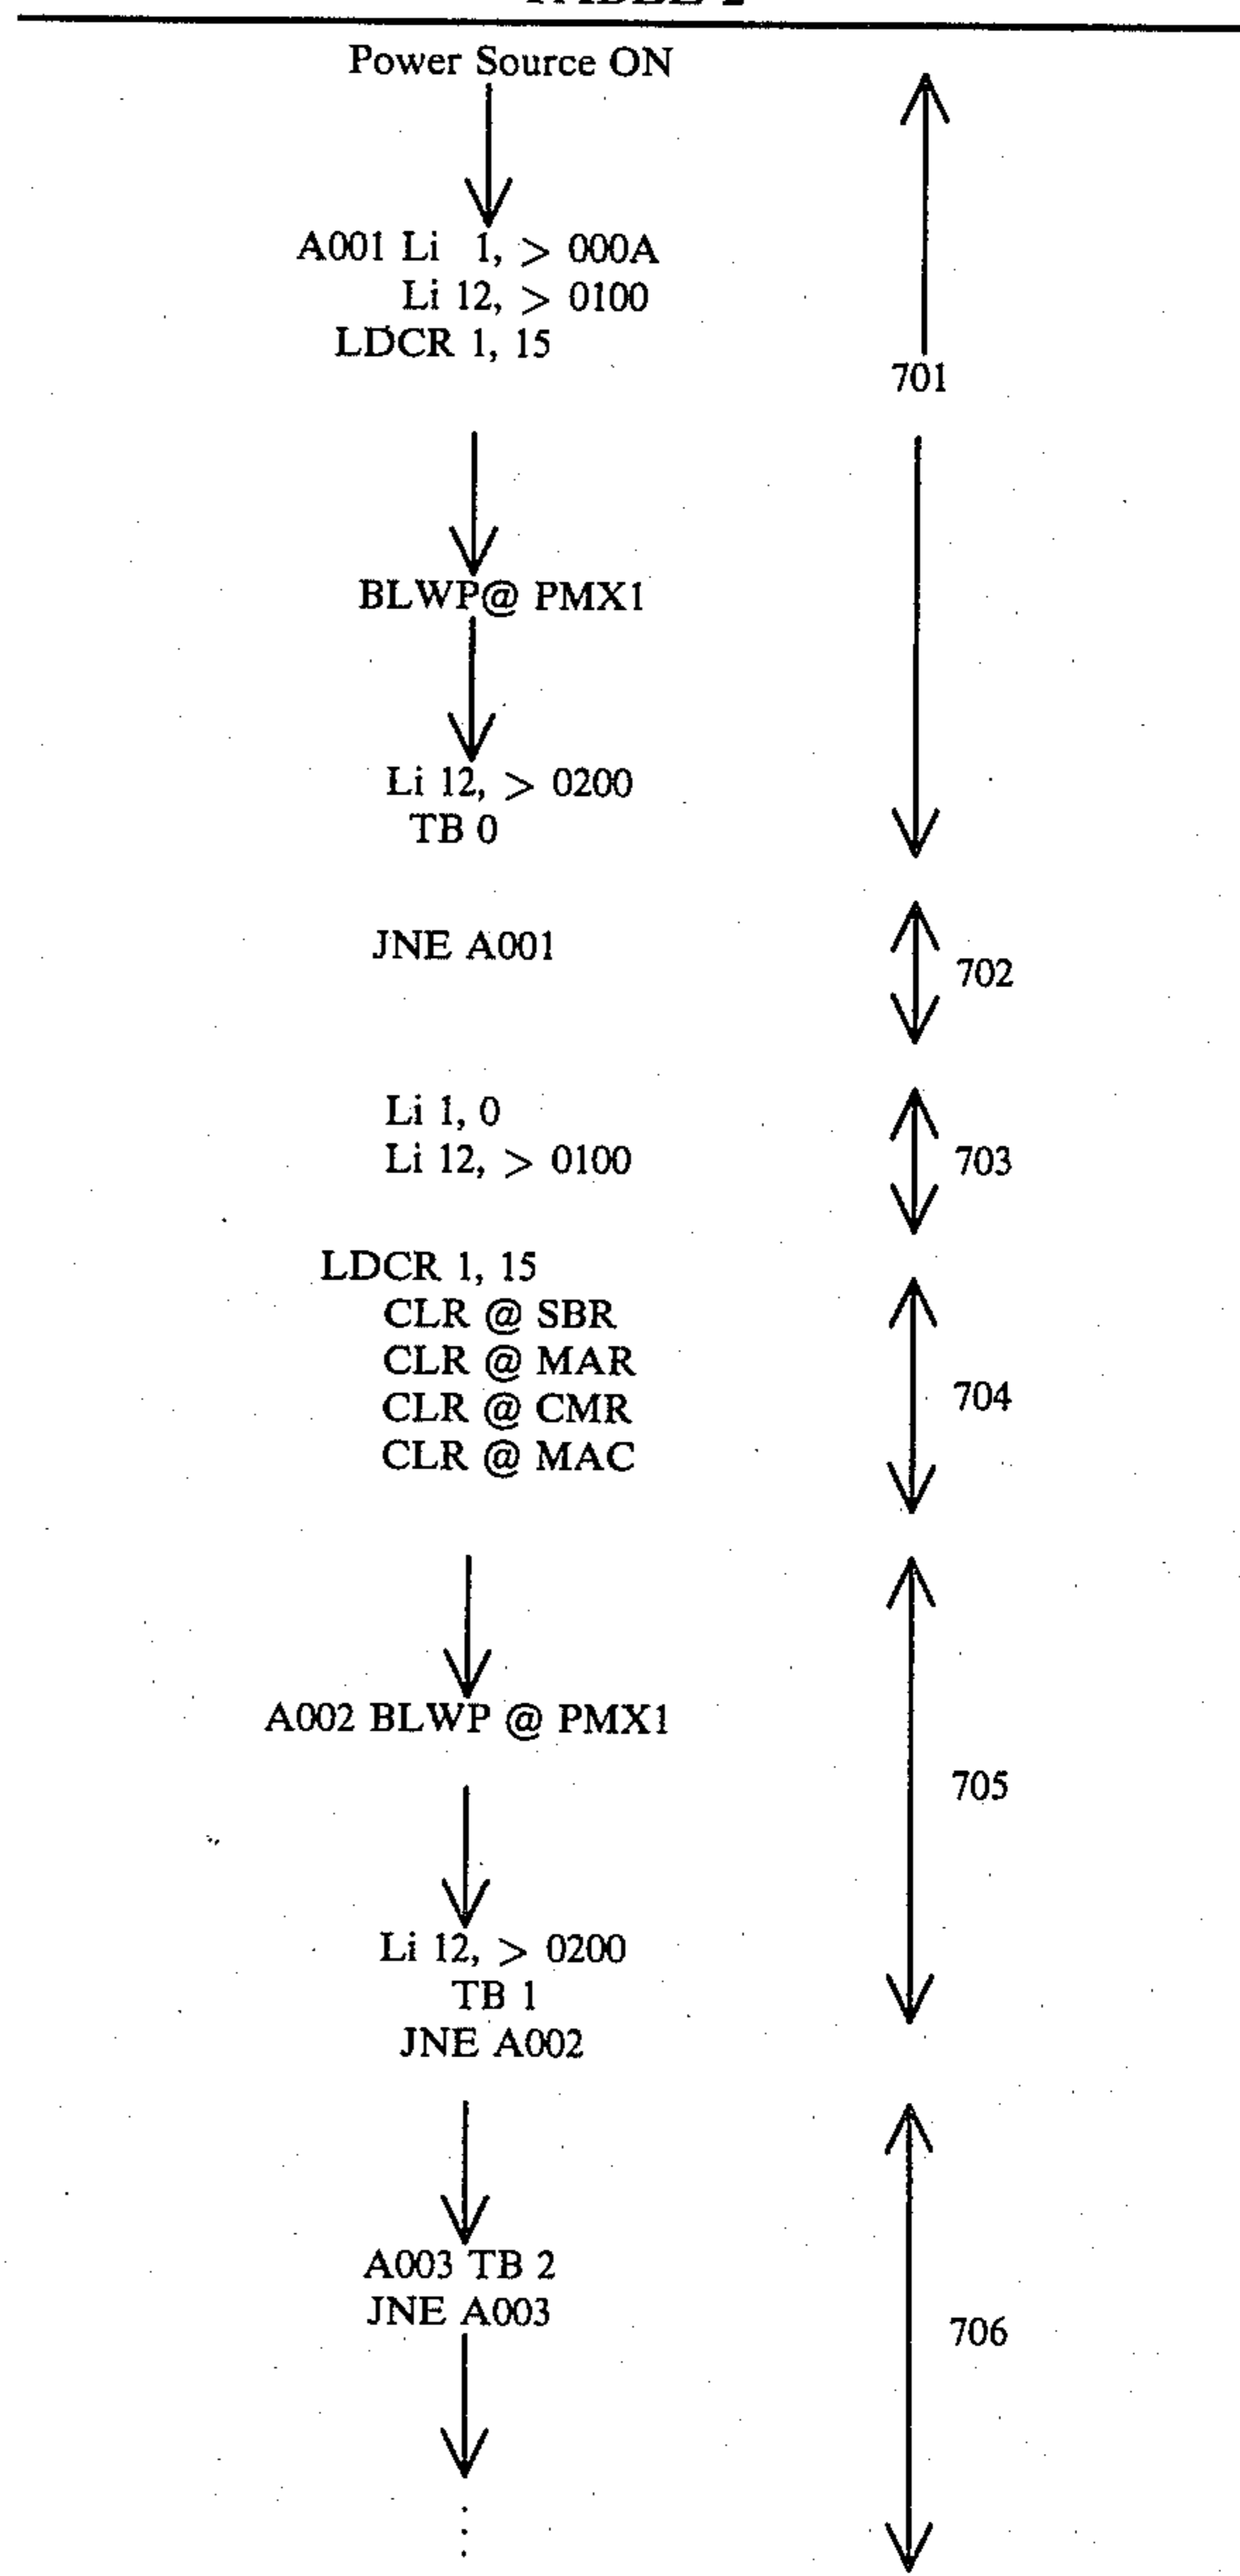 Power Source ON
A001 Li 1, > 000A
Li 12, > 0100
LDCR 1, 15
701
BLWP@ PMX1
Li 12, > 0200
TB 0
JNE A001
702
Li 1, 0
Li 12, > 0100
703
LDCR 1, 15
CLR @ SBR
CLR @ MAR
CLR @ CMR
CLR @ MAC
704
A002 BLWP @ PMX1
705
Li 12, > 0200
TB 1
JNE A002
A003 TB 2
JNE A003
706